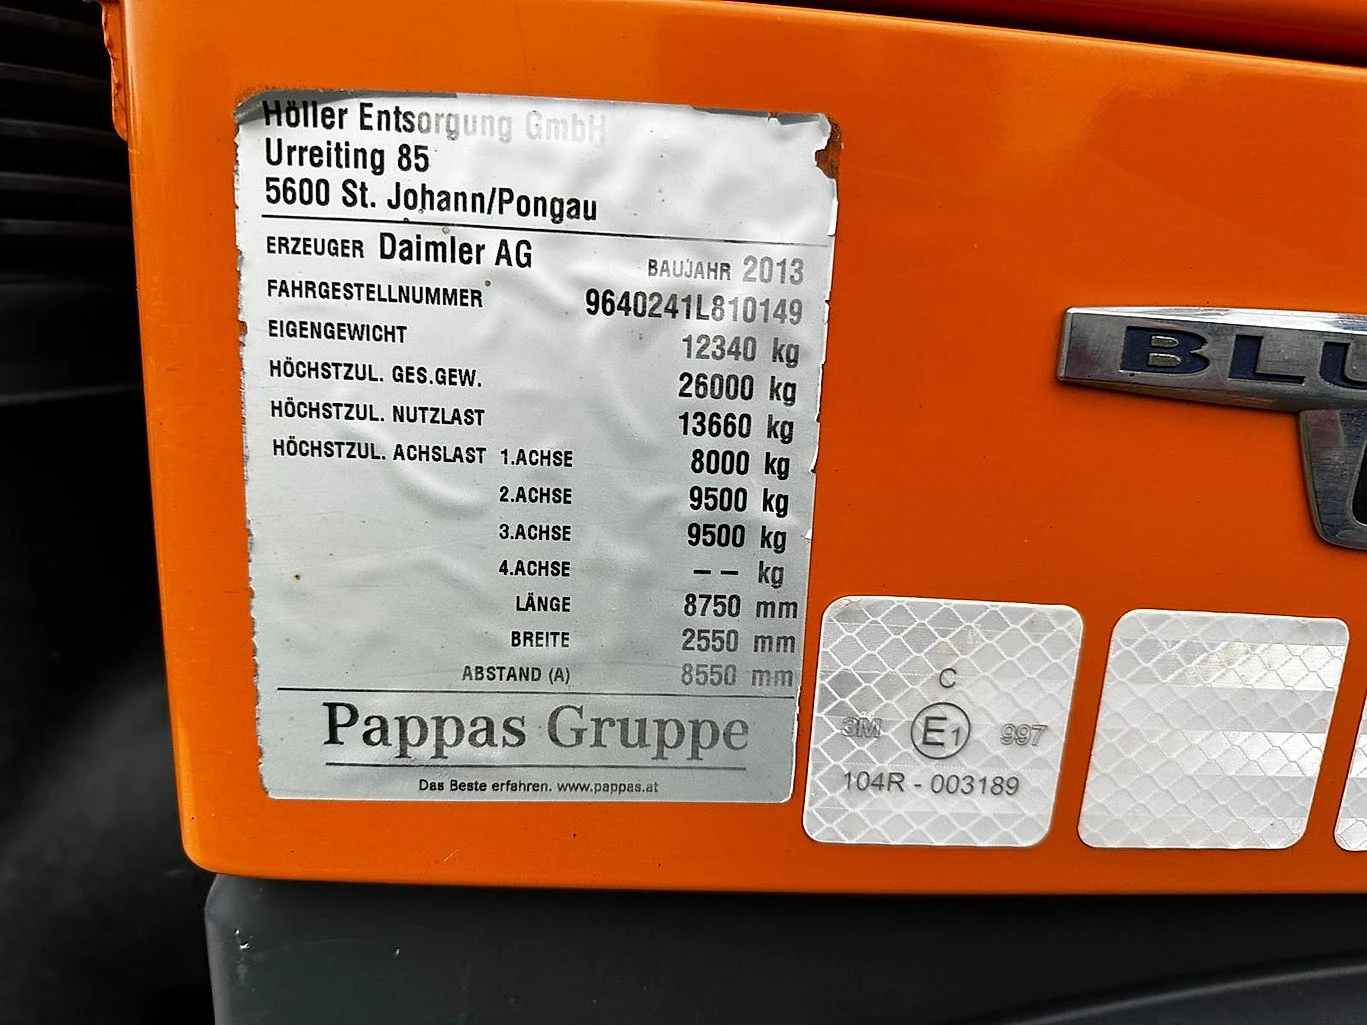 Höller Entsorgung GmbH
Urreiting 85
5600 St. Johann/Pongau
ERZEUGER Daimler AG BAUJAHR 2013
FAHRGESTELLNUMMER 9640241L810149
EIGENGEWICHT 12340 kg
HÖCHSTZUL. GES.GEW. 26000 kg
HÖCHSTZUL. NUTZLAST 13660 kg
HÖCHSTZUL. ACHSLAST 1.ACHSE 8000 kg
2.ACHSE 9500 kg
3.ACHSE 9500 kg
4.ACHSE – – kg
LÄNGE 8750 mm
BREITE 2550 mm
ABSTAND (A) 8550 mm
Pappas Gruppe
Das Beste erfahren. www.pappas.at
BLU
C
3M E1 997
104R - 003189